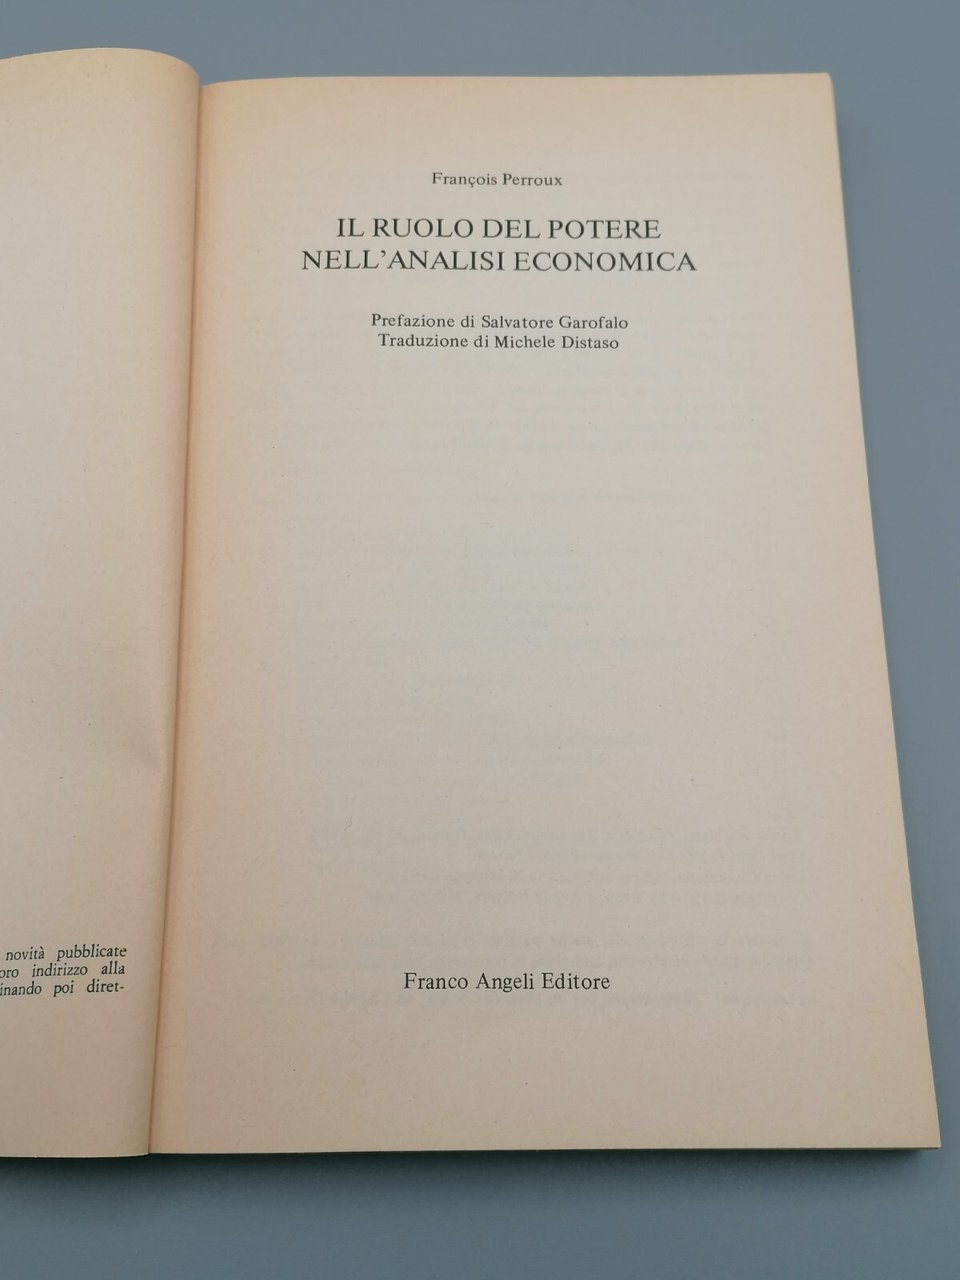 François Perroux
IL RUOLO DEL POTERE
NELL'ANALISI ECONOMICA
Prefazione di Salvatore Garofalo
Traduzione di Michele Distaso
Franco Angeli Editore
novità pubblicate
oro indirizzo alla
inando poi diret-